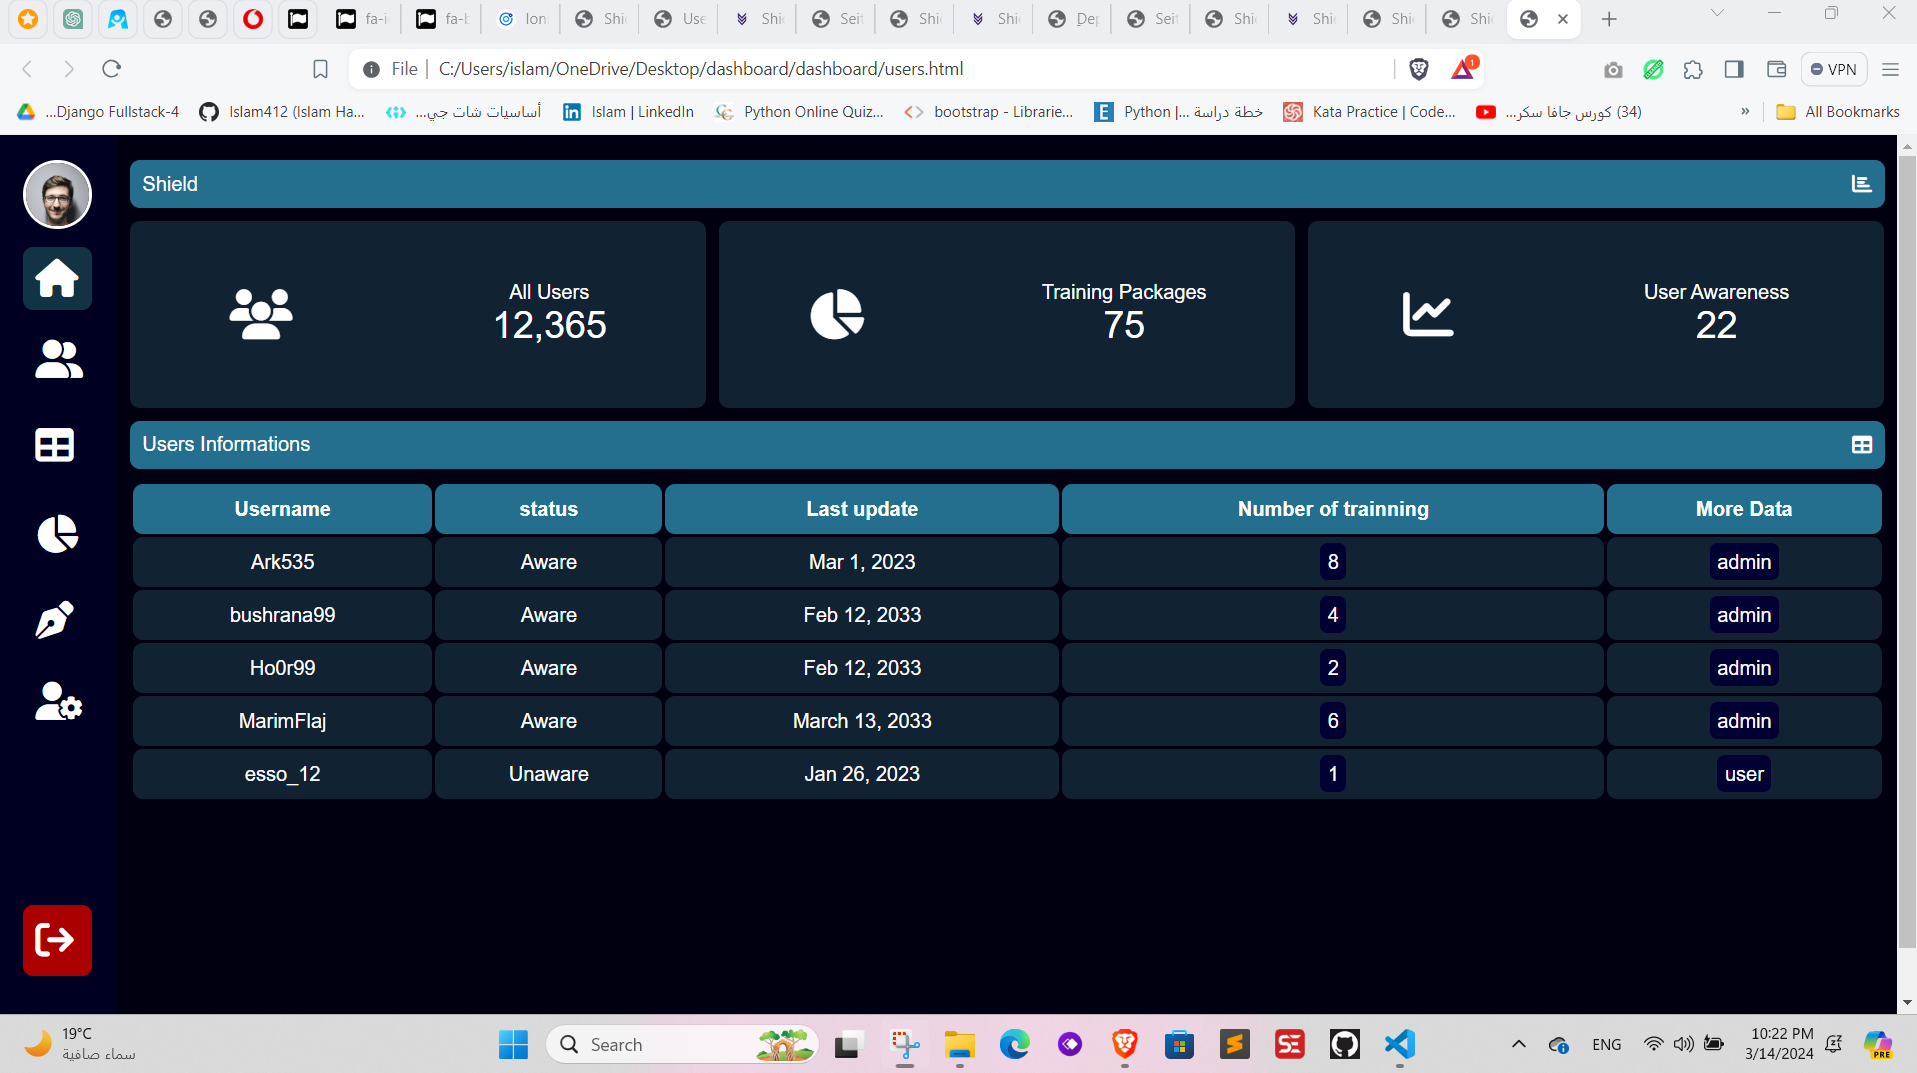 fa-i
fa-b
Ion
Shi
Use
Shi
Seif
Shi
Shi
Dep
Seif
Shi
Shi
Shi
Shi
File
C:/Users/islam/OneDrive/Desktop/dashboard/dashboard/users.html
1
VPN
...Django Fullstack-4
Islam412 (Islam Ha...
أساسيات شات جي...
Islam | LinkedIn
Python Online Quiz...
bootstrap - Librarie...
خطة دراسة ...| Python
Kata Practice | Code...
(34) كورس جافا سكر...
»
All Bookmarks
Shield
All Users
12,365
Training Packages
75
User Awareness
22
Users Informations
Username status Last update Number of trainning More Data
Ark535 Aware Mar 1, 2023 8 admin
bushrana99 Aware Feb 12, 2033 4 admin
Ho0r99 Aware Feb 12, 2033 2 admin
MarimFlaj Aware March 13, 2033 6 admin
esso_12 Unaware Jan 26, 2023 1 user
19°C
سماء صافية
Search
SE
ENG
10:22 PM
3/14/2024
PRE